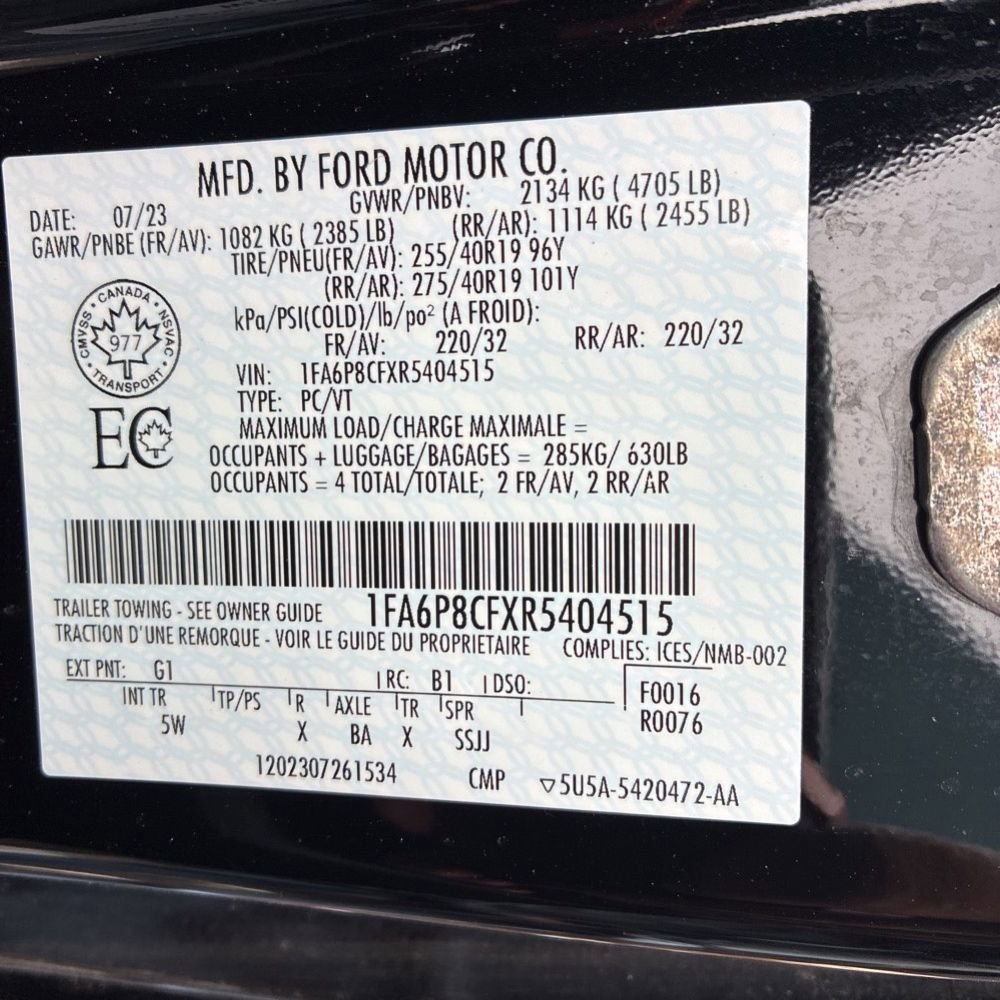 MFD. BY FORD MOTOR CO.
DATE: 07/23 GVWR/PNBV: 2134 KG ( 4705 LB)
GAWR/PNBE (FR/AV): 1082 KG ( 2385 LB) (RR/AR): 1114 KG ( 2455 LB)
TIRE/PNEU(FR/AV): 255/40R19 96Y
(RR/AR): 275/40R19 101Y
kPa/PSI(COLD)/lb/po² (A FROID):
FR/AV: 220/32 RR/AR: 220/32
CANADA
CMVSS NSVAC
977
TRANSPORT
VIN: 1FA6P8CFXR5404515
TYPE: PC/VT
EC
MAXIMUM LOAD/CHARGE MAXIMALE =
OCCUPANTS + LUGGAGE/BAGAGES = 285KG/ 630LB
OCCUPANTS = 4 TOTAL/TOTALE; 2 FR/AV, 2 RR/AR
TRAILER TOWING - SEE OWNER GUIDE 1FA6P8CFXR5404515
TRACTION D'UNE REMORQUE - VOIR LE GUIDE DU PROPRIETAIRE COMPLIES: ICES/NMB-002
EXT PNT: G1 RC: B1 DSO: F0016
INT TR TP/PS R AXLE TR SPR R0076
5W X BA X SSJJ
1202307261534 CMP ▽5U5A-5420472-AA